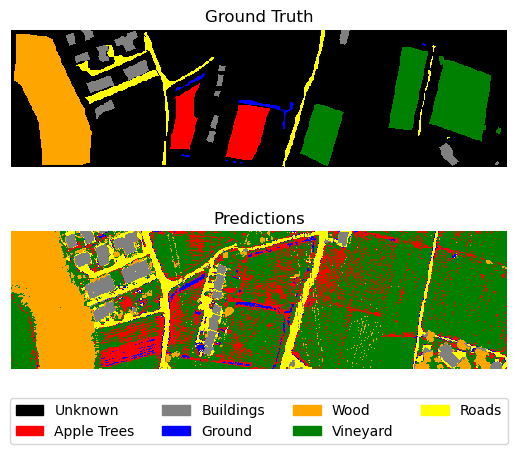 Ground Truth
Predictions
Unknown Buildings Wood Roads
Apple Trees Ground Vineyard